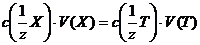 c(1/z X)·V(X) = c(1/z T)·V(T)